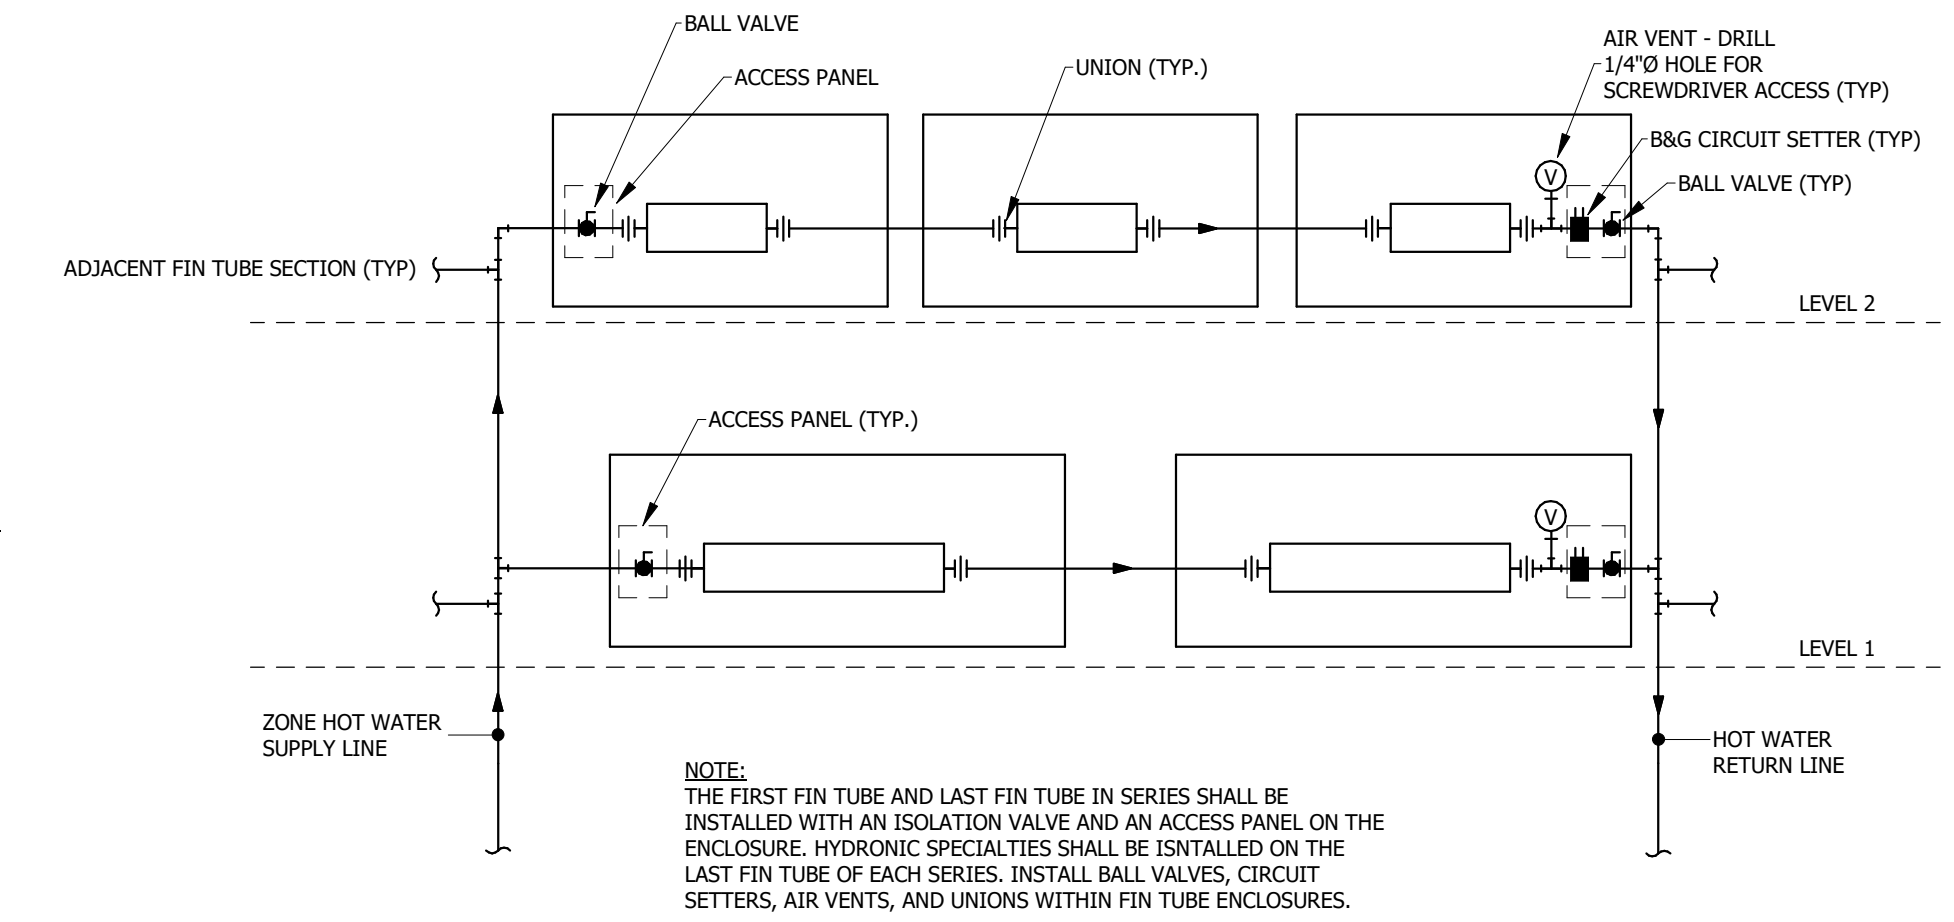 BALL VALVE
ACCESS PANEL
UNION (TYP.)
AIR VENT - DRILL
1/4"Ø HOLE FOR
SCREWDRIVER ACCESS (TYP)
B&G CIRCUIT SETTER (TYP)
BALL VALVE (TYP)
V
ADJACENT FIN TUBE SECTION (TYP)
LEVEL 2
ACCESS PANEL (TYP.)
V
LEVEL 1
ZONE HOT WATER
SUPPLY LINE
HOT WATER
RETURN LINE
NOTE:
THE FIRST FIN TUBE AND LAST FIN TUBE IN SERIES SHALL BE
INSTALLED WITH AN ISOLATION VALVE AND AN ACCESS PANEL ON THE
ENCLOSURE. HYDRONIC SPECIALTIES SHALL BE ISNTALLED ON THE
LAST FIN TUBE OF EACH SERIES. INSTALL BALL VALVES, CIRCUIT
SETTERS, AIR VENTS, AND UNIONS WITHIN FIN TUBE ENCLOSURES.